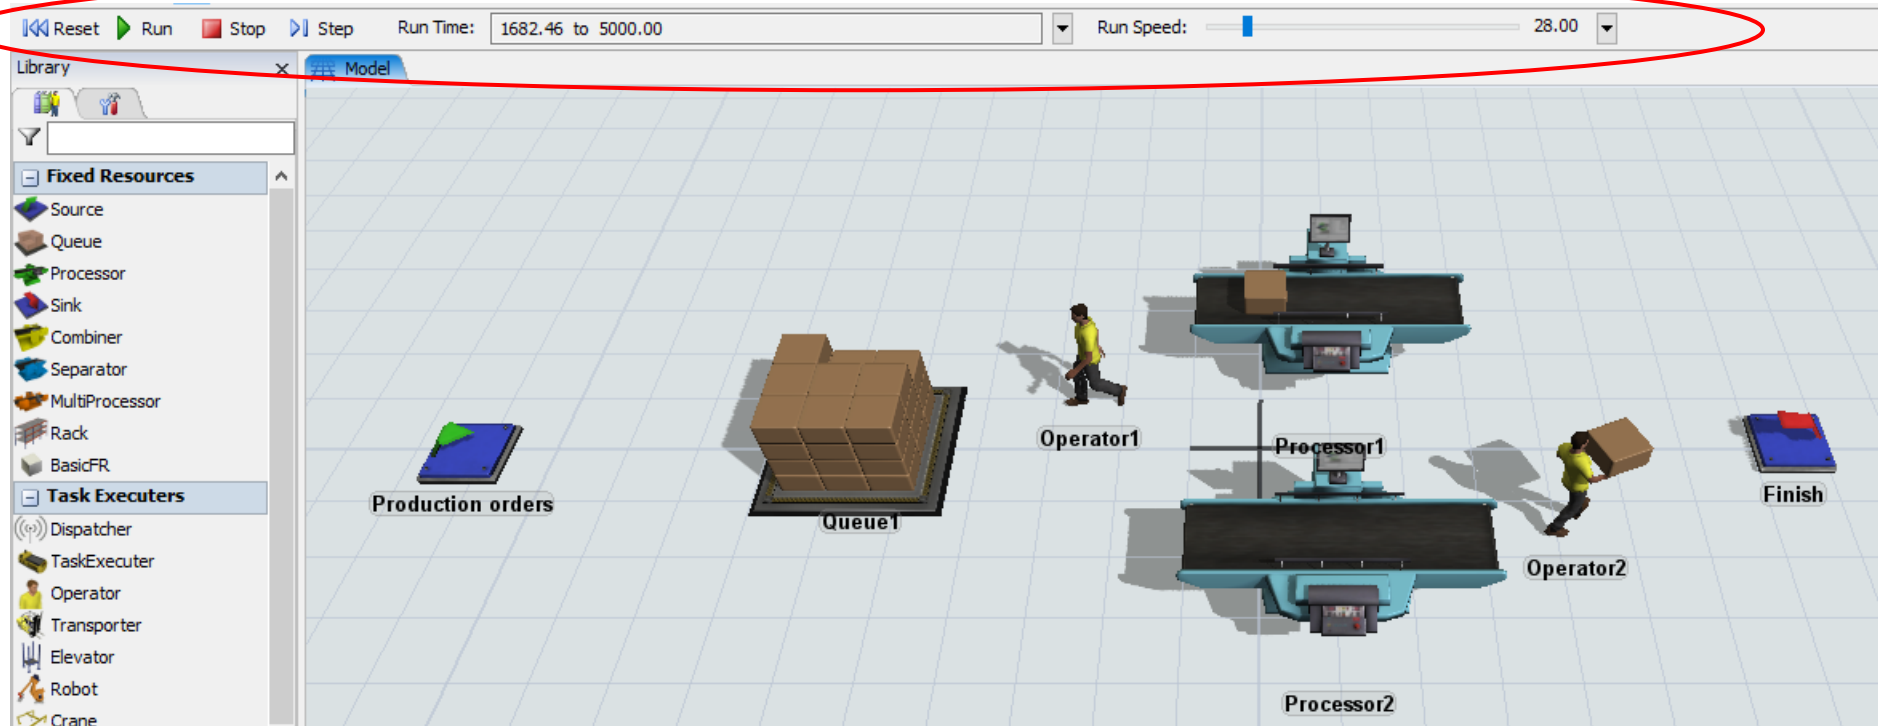 Reset Run Stop Step Run Time: 1682.46 to 5000.00 Run Speed: 28.00
Library
Model
Fixed Resources
Source
Queue
Processor
Sink
Combiner
Separator
MultiProcessor
Rack
BasicFR
Task Executers
Dispatcher
TaskExecuter
Operator
Transporter
Elevator
Robot
Crane
Production orders
Queue1
Operator1
Processor1
Operator2
Finish
Processor2